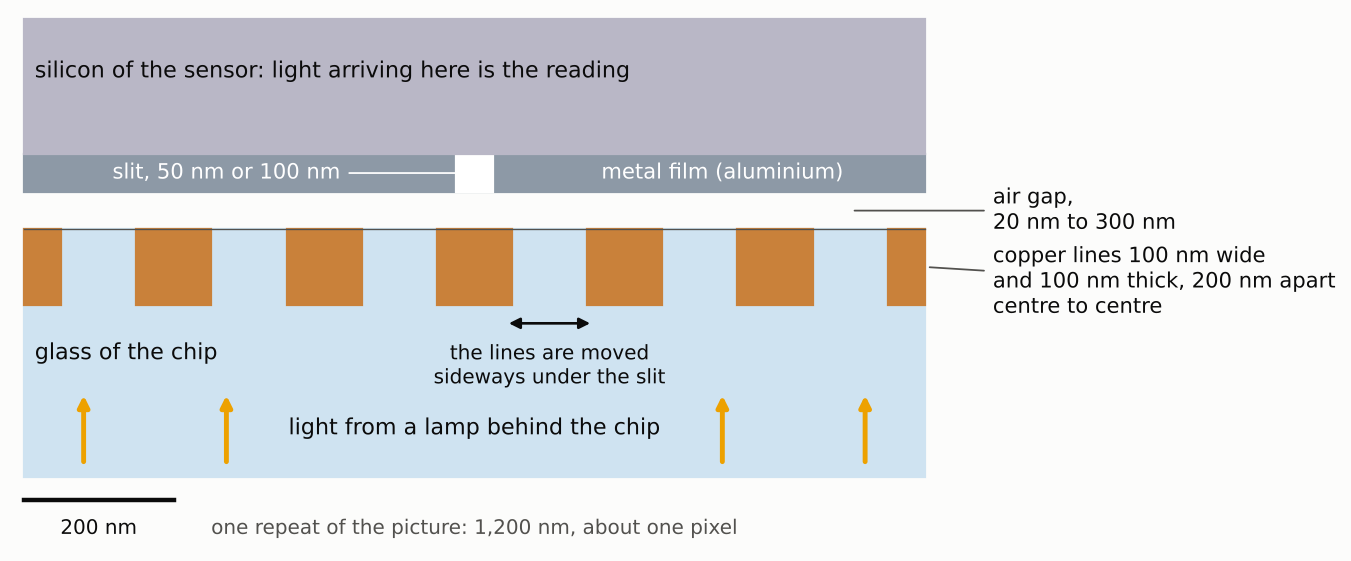 silicon of the sensor: light arriving here is the reading
slit, 50 nm or 100 nm
metal film (aluminium)
air gap,
20 nm to 300 nm
copper lines 100 nm wide
and 100 nm thick, 200 nm apart
centre to centre
glass of the chip
the lines are moved
sideways under the slit
light from a lamp behind the chip
200 nm
one repeat of the picture: 1,200 nm, about one pixel